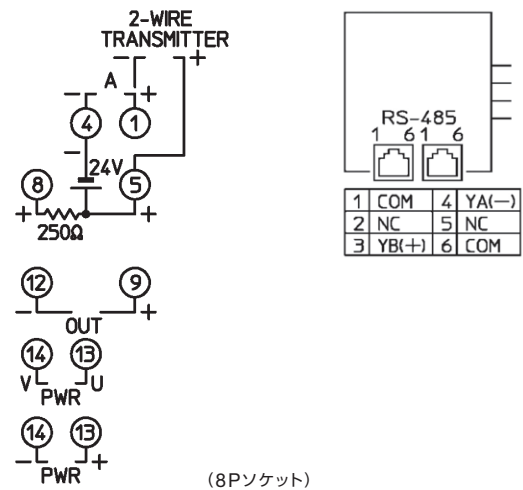 2-WIRE
TRANSMITTER
- +
- A +
4 1
- 24V
8 5
+ 250Ω +
12 9
- OUT +
14 13
V PWR U
14 13
- PWR +
RS-485
1 6 1 6
1 COM 4 YA(-)
2 NC 5 NC
3 YB(+) 6 COM
(8Pソケット)